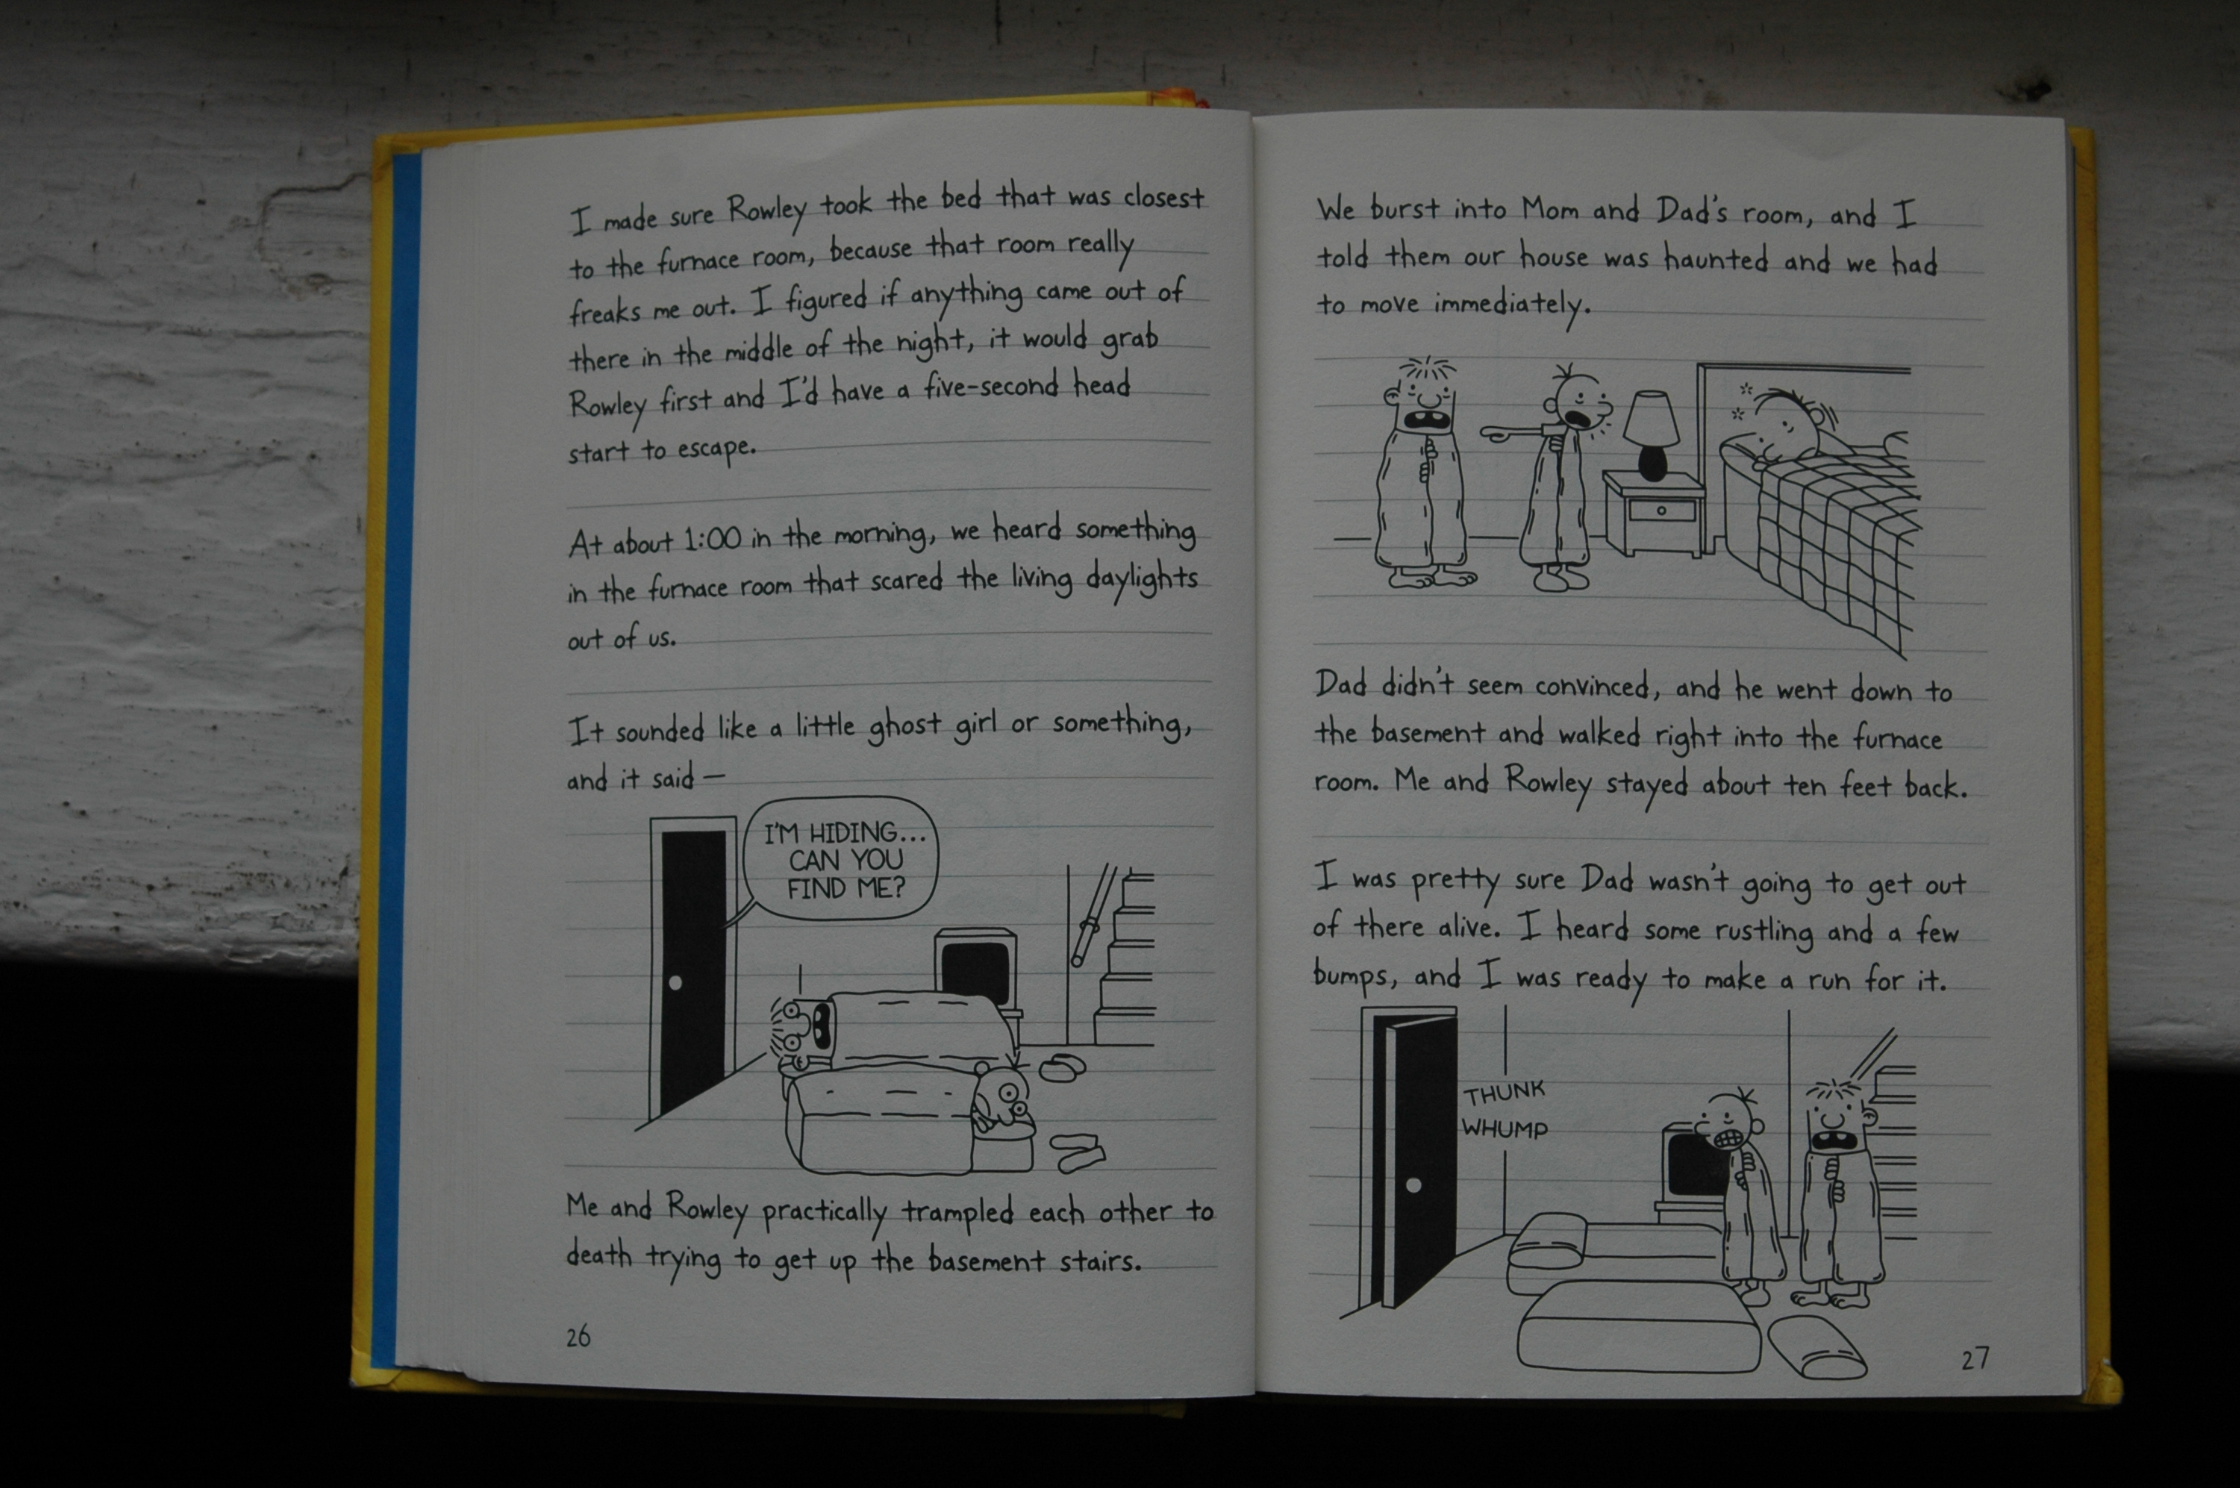 I made sure Rowley took the bed that was closest
to the furnace room, because that room really
freaks me out. I figured if anything came out of
there in the middle of the night, it would grab
Rowley first and I'd have a five-second head
start to escape.
At about 1:00 in the morning, we heard something
in the furnace room that scared the living daylights
out of us.
It sounded like a little ghost girl or something,
and it said —
I'M HIDING...
CAN YOU
FIND ME?
Me and Rowley practically trampled each other to
death trying to get up the basement stairs.
26
We burst into Mom and Dad's room, and I
told them our house was haunted and we had
to move immediately.
Dad didn't seem convinced, and he went down to
the basement and walked right into the furnace
room. Me and Rowley stayed about ten feet back.
I was pretty sure Dad wasn't going to get out
of there alive. I heard some rustling and a few
bumps, and I was ready to make a run for it.
THUNK
WHUMP
27